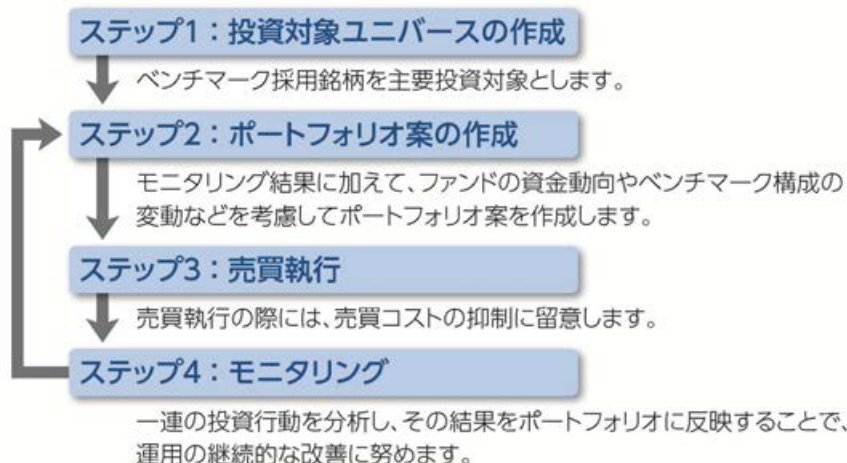 ステップ1：投資対象ユニバースの作成
ベンチマーク採用銘柄を主要投資対象とします。
ステップ2：ポートフォリオ案の作成
モニタリング結果に加えて、ファンドの資金動向やベンチマーク構成の
変動などを考慮してポートフォリオ案を作成します。
ステップ3：売買執行
売買執行の際には、売買コストの抑制に留意します。
ステップ4：モニタリング
一連の投資行動を分析し、その結果をポートフォリオに反映することで、
運用の継続的な改善に努めます。